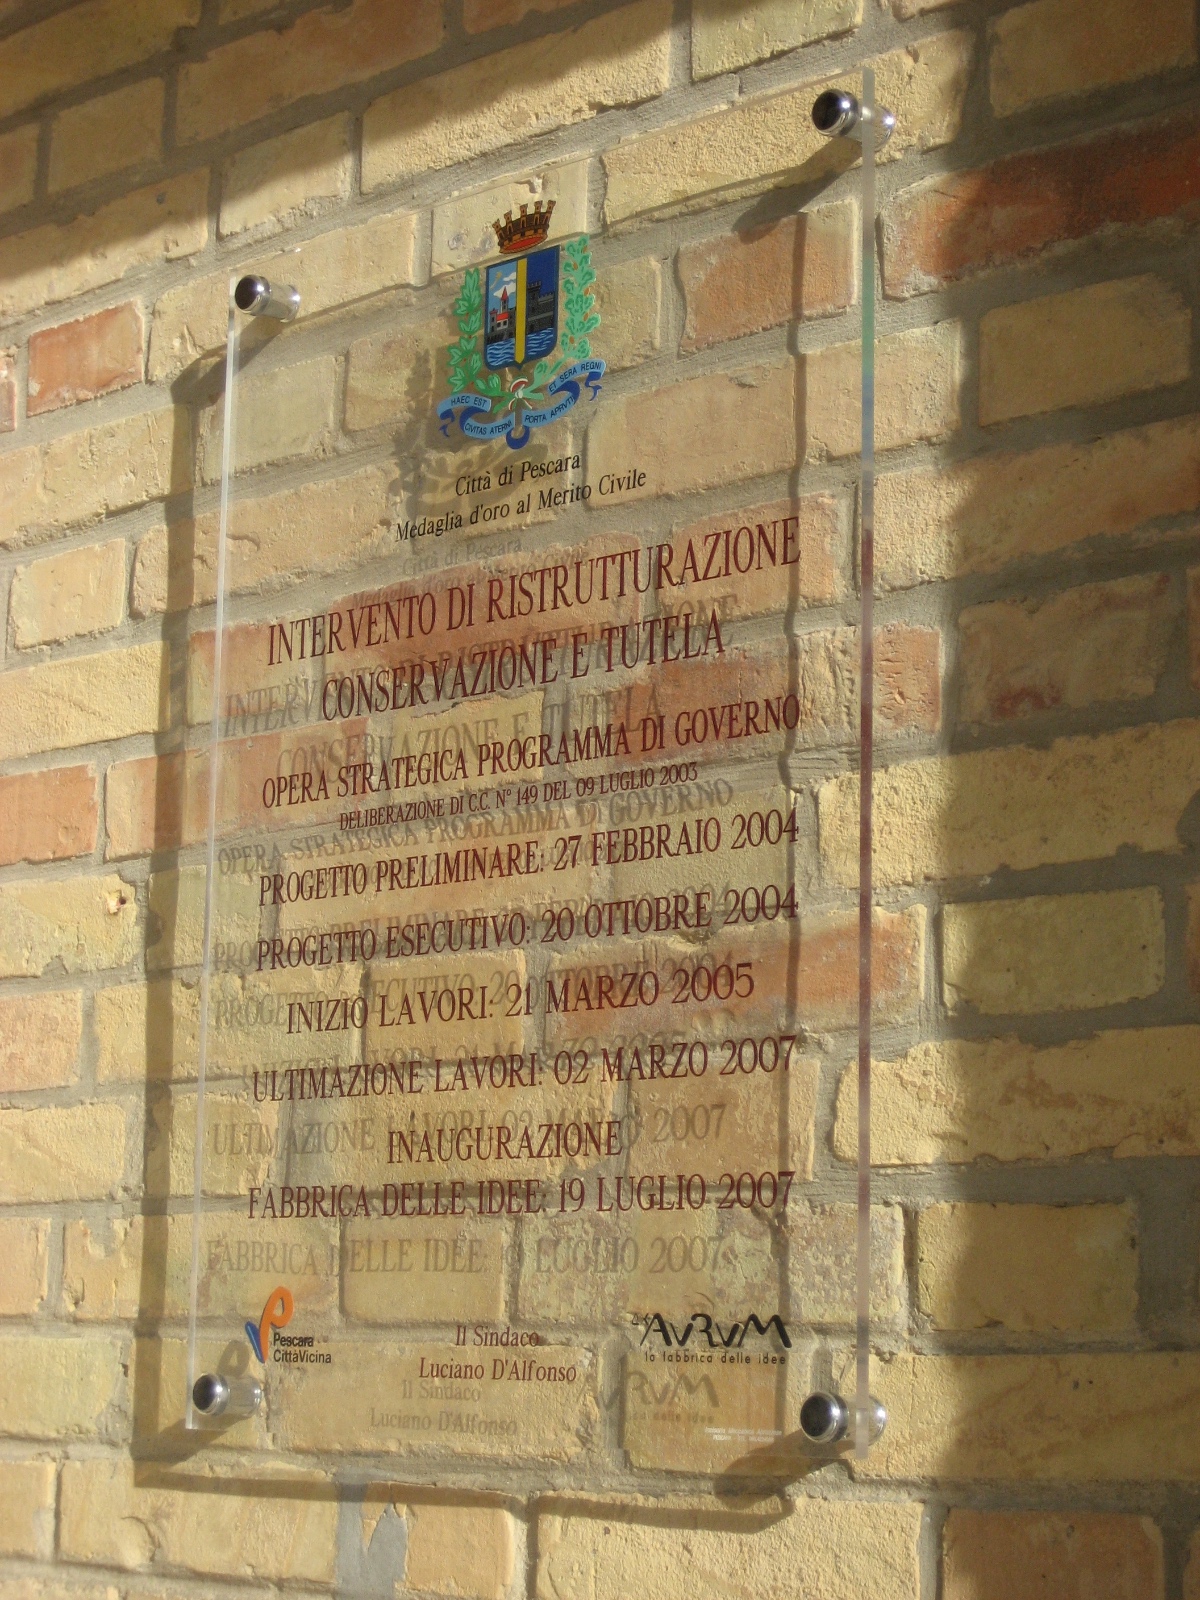 HAEC EST
CIVITAS ATERNI
PORTA APRVTII
ET SERA REGNI
Città di Pescara
Medaglia d'oro al Merito Civile
INTERVENTO DI RISTRUTTURAZIONE
CONSERVAZIONE E TUTELA
OPERA STRATEGICA PROGRAMMA DI GOVERNO
DELIBERAZIONE DI C.C. N° 149 DEL 09 LUGLIO 2003
PROGETTO PRELIMINARE: 27 FEBBRAIO 2004
PROGETTO ESECUTIVO: 20 OTTOBRE 2004
INIZIO LAVORI: 21 MARZO 2005
ULTIMAZIONE LAVORI: 02 MARZO 2007
INAUGURAZIONE
FABBRICA DELLE IDEE: 19 LUGLIO 2007
Pescara
CittàVicina
Il Sindaco
Luciano D'Alfonso
AVRVM
la fabbrica delle idee